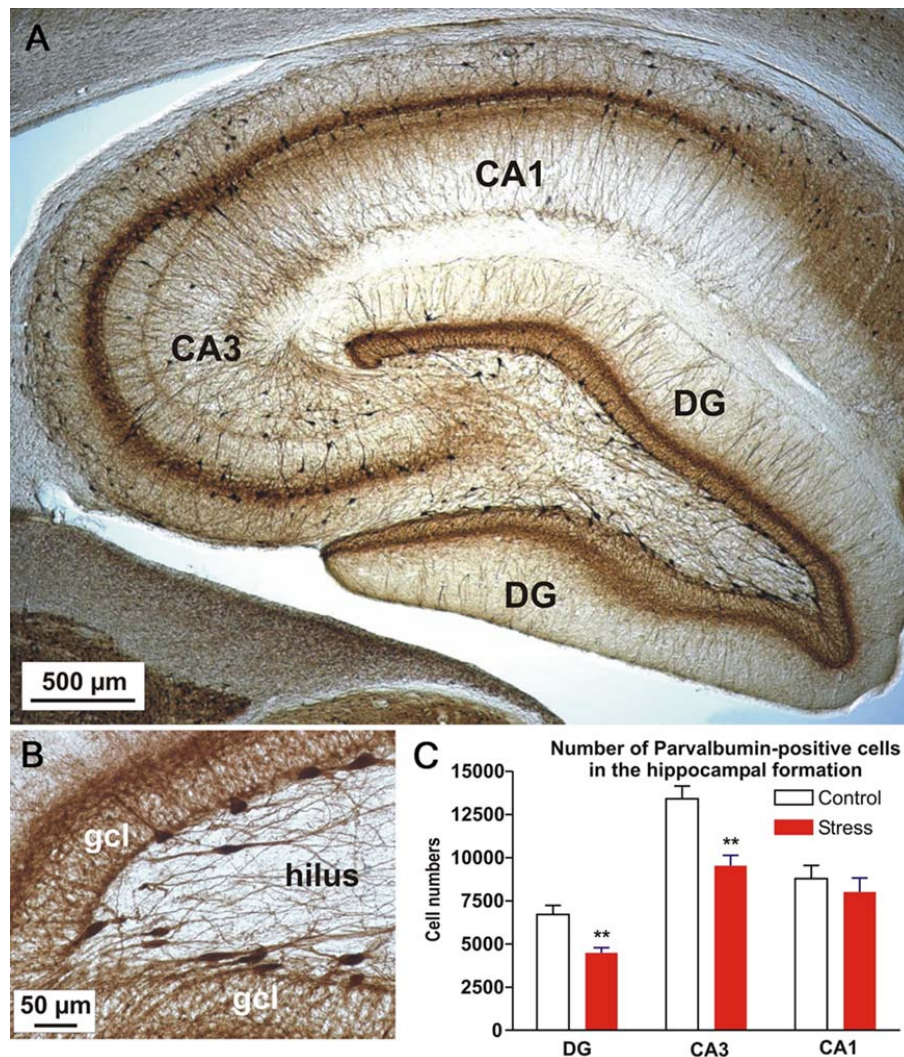 A
CA1
CA3
DG
DG
500 µm
B
gcl
hilus
gcl
50 µm
C
Number of Parvalbumin-positive cells
in the hippocampal formation
15000
12500
10000
7500
5000
2500
0
Cell numbers
Control
Stress
**
**
DG
CA3
CA1